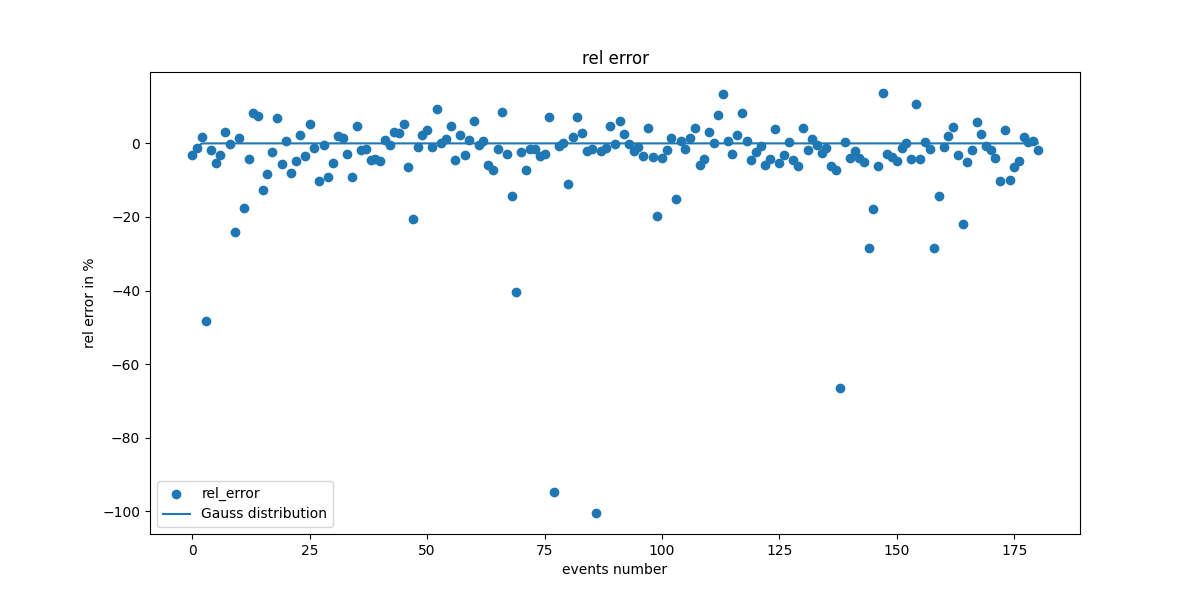 rel error
rel error in %
0
−20
−40
−60
−80
−100
rel_error
Gauss distribution
0 25 50 75 100 125 150 175
events number